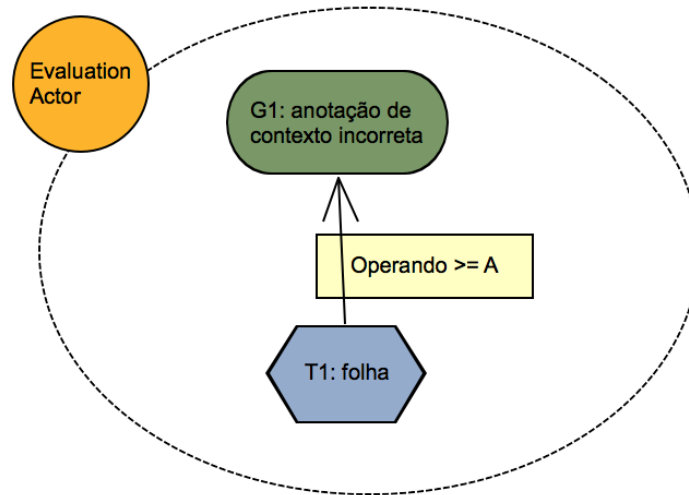 Evaluation
Actor
G1: anotação de
contexto incorreta
Operando >= A
T1: folha